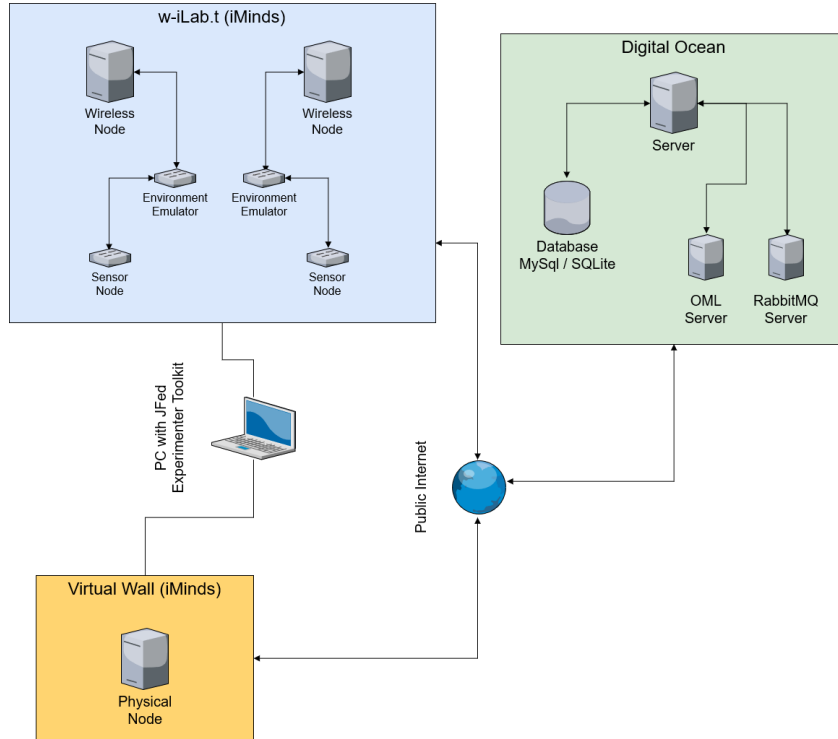 w-iLab.t (iMinds)
Wireless
Node
Wireless
Node
Environment
Emulator
Environment
Emulator
Sensor
Node
Sensor
Node
Digital Ocean
Server
Database
MySql / SQLite
OML
Server
RabbitMQ
Server
PC with JFed
Experimenter Toolkit
Public Internet
Virtual Wall (iMinds)
Physical
Node